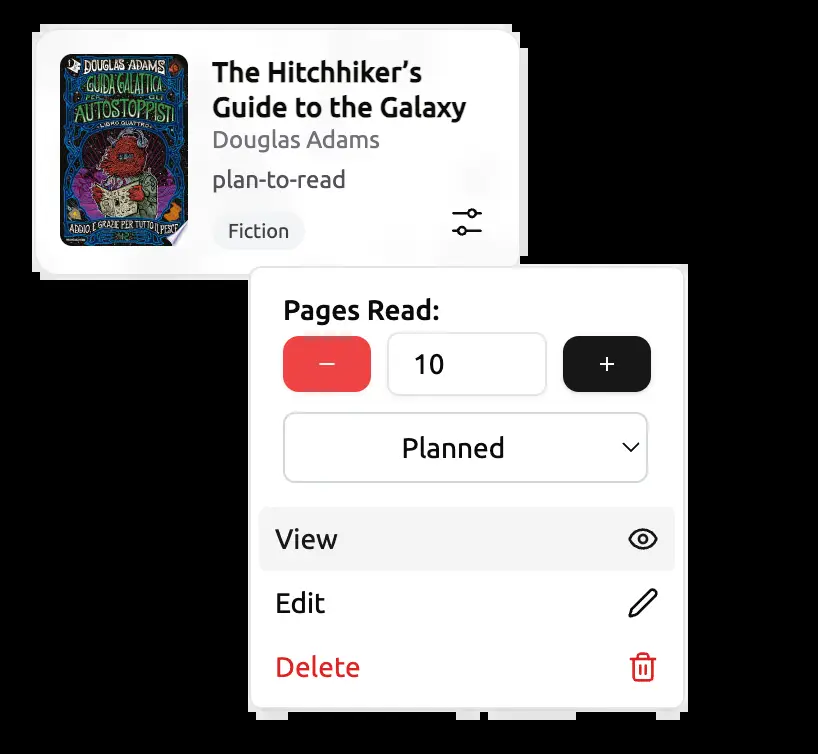 DOUGLAS ADAMS
GUIDA GALATTICA
PER GLI
AUTOSTOPPISTI
LIBRO QUATTRO
ADDIO, E GRAZIE PER TUTTO IL PESCE
The Hitchhiker’s
Guide to the Galaxy
Douglas Adams
plan-to-read
Fiction
Pages Read:
− 10 +
Planned
View
Edit
Delete